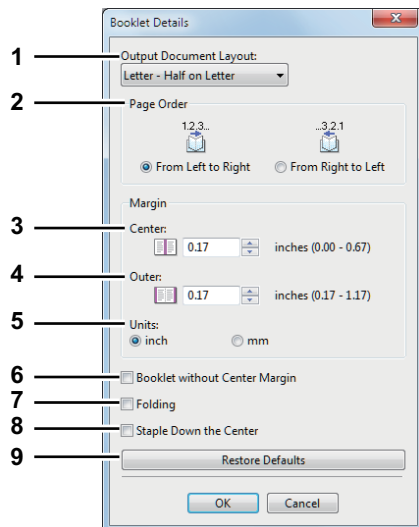 Booklet Details
1
Output Document Layout:
Letter - Half on Letter
2
Page Order
1.2.3... ...3.2.1
From Left to Right From Right to Left
Margin
3
Center:
0.17 inches (0.00 - 0.67)
4
Outer:
0.17 inches (0.17 - 1.17)
5
Units:
inch mm
6 Booklet without Center Margin
7 Folding
8 Staple Down the Center
9 Restore Defaults
OK Cancel